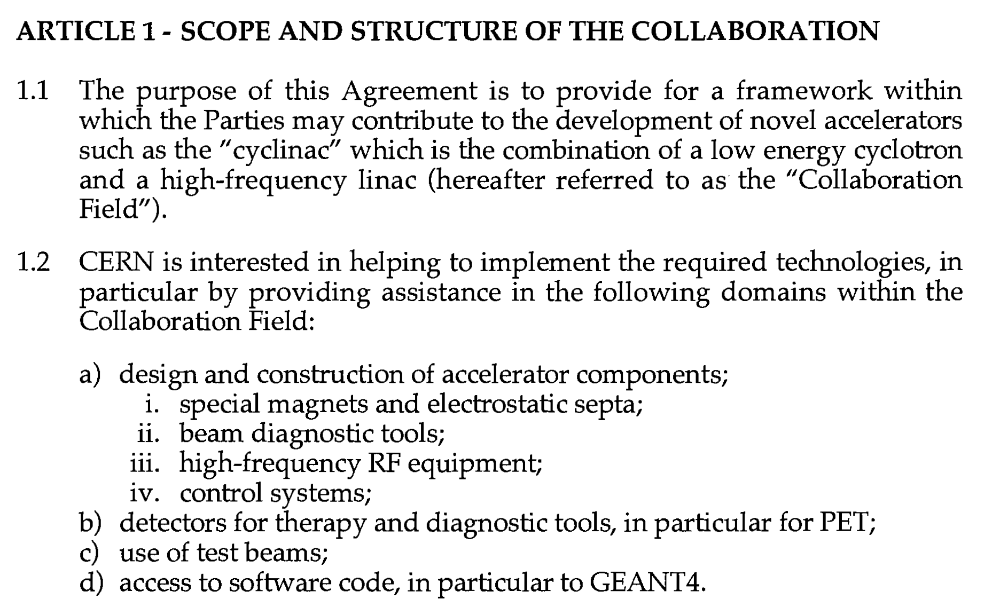 ARTICLE 1 - SCOPE AND STRUCTURE OF THE COLLABORATION
1.1 The purpose of this Agreement is to provide for a framework within
which the Parties may contribute to the development of novel accelerators
such as the "cyclinac" which is the combination of a low energy cyclotron
and a high-frequency linac (hereafter referred to as the "Collaboration
Field").
1.2 CERN is interested in helping to implement the required technologies, in
particular by providing assistance in the following domains within the
Collaboration Field:
a) design and construction of accelerator components;
i. special magnets and electrostatic septa;
ii. beam diagnostic tools;
iii. high-frequency RF equipment;
iv. control systems;
b) detectors for therapy and diagnostic tools, in particular for PET;
c) use of test beams;
d) access to software code, in particular to GEANT4.